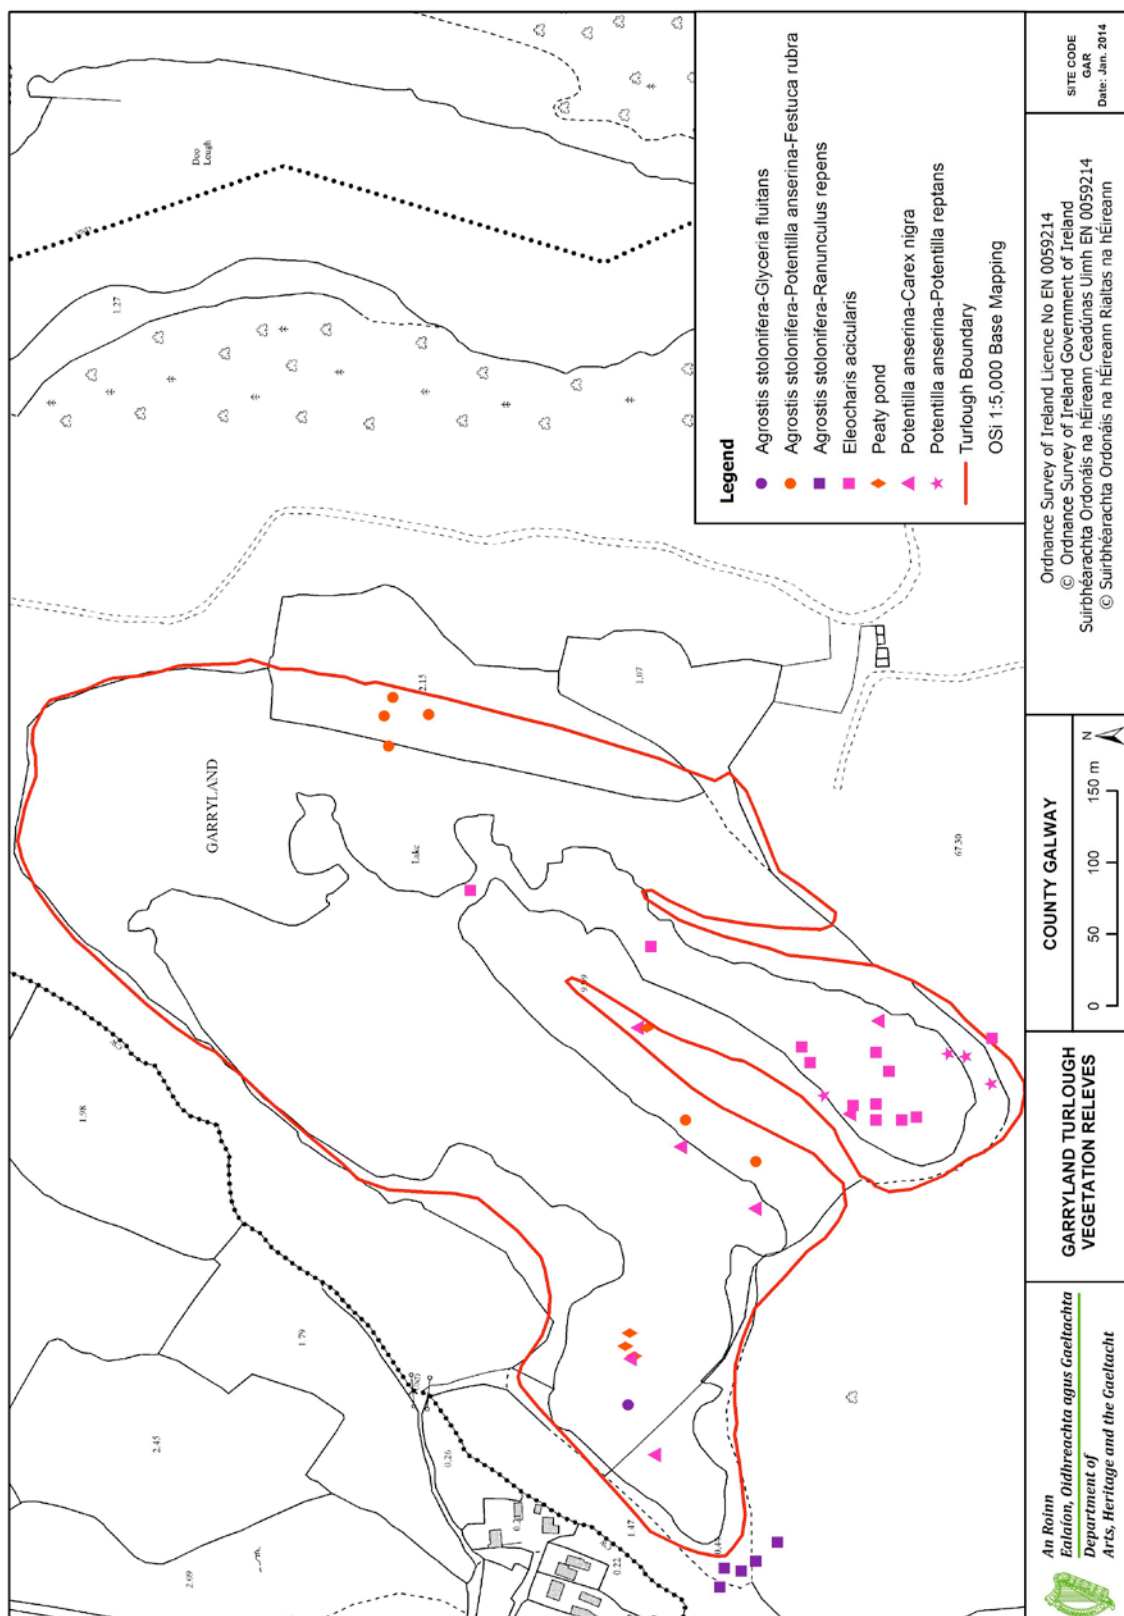 Doo
Lough
1.27
GARRYLAND
2.15
1.07
Lake
9.99
67.30
1.98
1.79
2.45
0.26
0.21
0.22
1.47
2.09
Legend
Agrostis stolonifera-Glyceria fluitans
Agrostis stolonifera-Potentilla anserina-Festuca rubra
Agrostis stolonifera-Ranunculus repens
Eleocharis acicularis
Peaty pond
Potentilla anserina-Carex nigra
Potentilla anserina-Potentilla reptans
Turlough Boundary
OSi 1:5,000 Base Mapping
An Roinn
Ealaíon, Oidhreachta agus Gaeltachta
Department of
Arts, Heritage and the Gaeltacht
GARRYLAND TURLOUGH
VEGETATION RELEVES
COUNTY GALWAY
0 50 100 150 m
N
Ordnance Survey of Ireland Licence No EN 0059214
© Ordnance Survey of Ireland Government of Ireland
Suirbhéarachta Ordonáis na hÉireann Ceadúnas Uimh EN 0059214
© Suirbhéarachta Ordonáis na hÉireann Rialtas na hÉireann
SITE CODE
GAR
Date: Jan. 2014